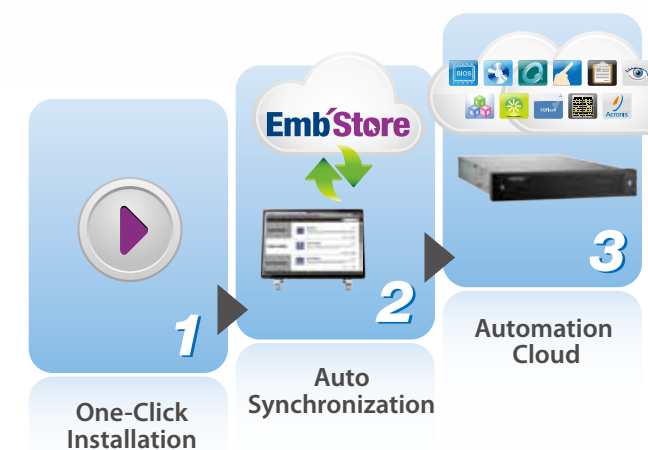 1
One-Click
Installation
Emb'Store
2
Auto
Synchronization
BIOS
Acronis
3
Automation
Cloud